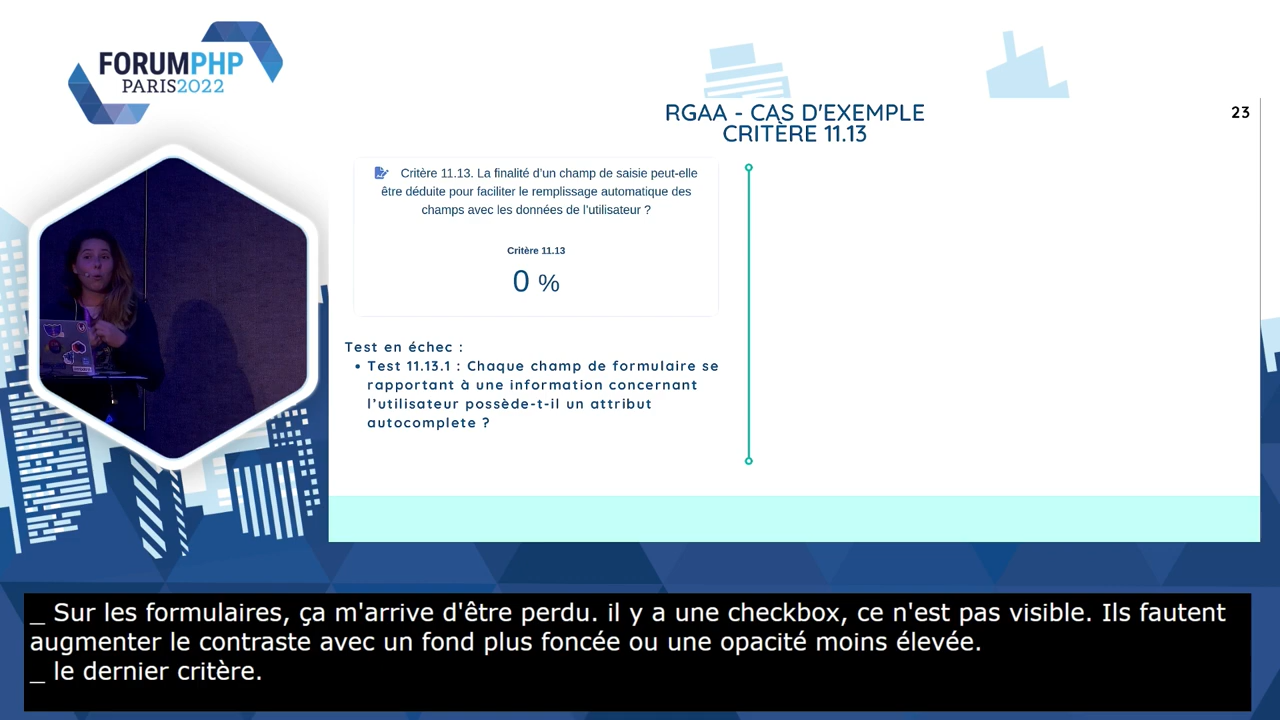 FORUMPHP
PARIS2022
RGAA - CAS D'EXEMPLE
CRITÈRE 11.13
23
Critère 11.13. La finalité d'un champ de saisie peut-elle
être déduite pour faciliter le remplissage automatique des
champs avec les données de l'utilisateur ?
Critère 11.13
0 %
Test en échec :
• Test 11.13.1 : Chaque champ de formulaire se
rapportant à une information concernant
l'utilisateur possède-t-il un attribut
autocomplete ?
_ Sur les formulaires, ça m'arrive d'être perdu. il y a une checkbox, ce n'est pas visible. Ils fautent
augmenter le contraste avec un fond plus foncée ou une opacité moins élevée.
_ le dernier critère.